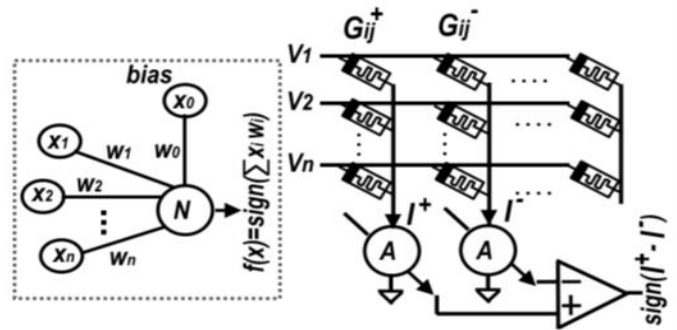 bias
x0
x1
x2
xn
w1
w0
w2
wn
N
f(x)=sign(∑xi wi)
Gij+
Gij-
V1
V2
Vn
....
....
....
I+
I-
A
A
−
+
sign(I+ - I-)